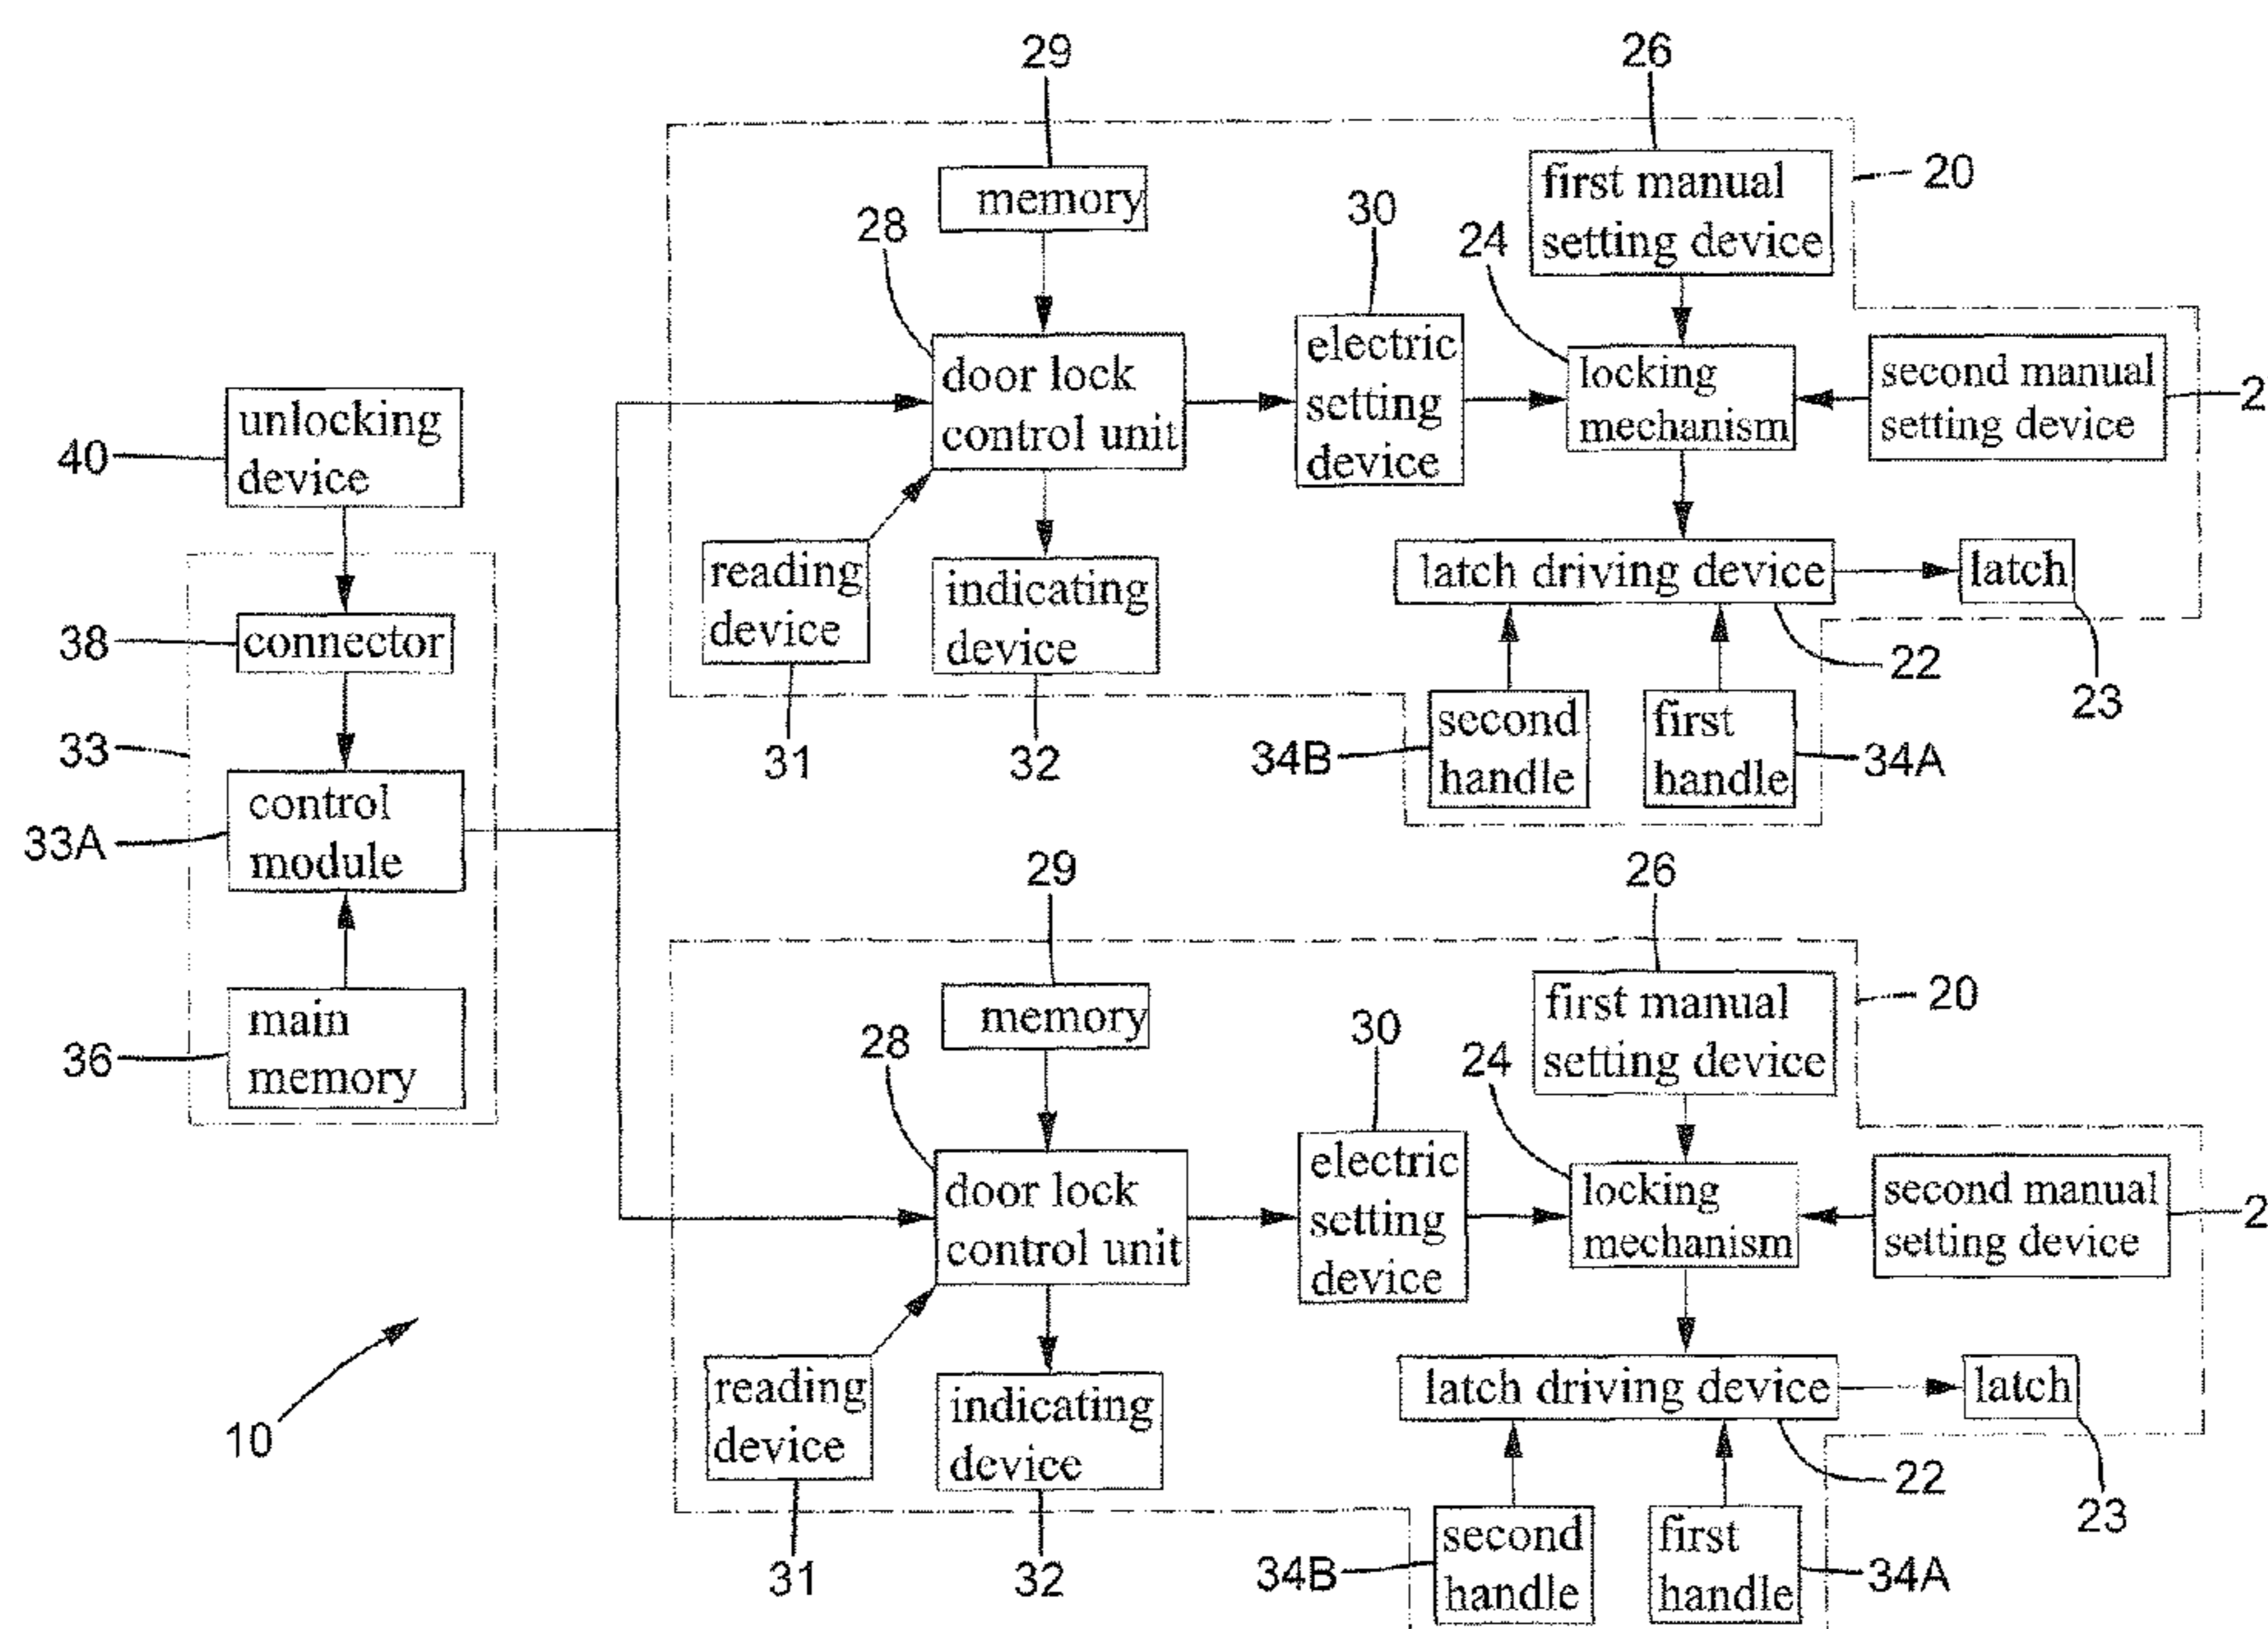 29
26
memory
first manual
setting device
20
28
30
24
door lock
control unit
electric
setting
device
locking
mechanism
second manual
setting device
2
unlocking
device
40
reading
device
indicating
device
latch driving device
latch
38
connector
22
23
33
31
32
34B
second
handle
first
handle
34A
control
module
33A
main
memory
36
29
26
memory
first manual
setting device
20
28
30
24
door lock
control unit
electric
setting
device
locking
mechanism
second manual
setting device
2
reading
device
indicating
device
latch driving device
latch
10
22
23
31
32
34B
second
handle
first
handle
34A